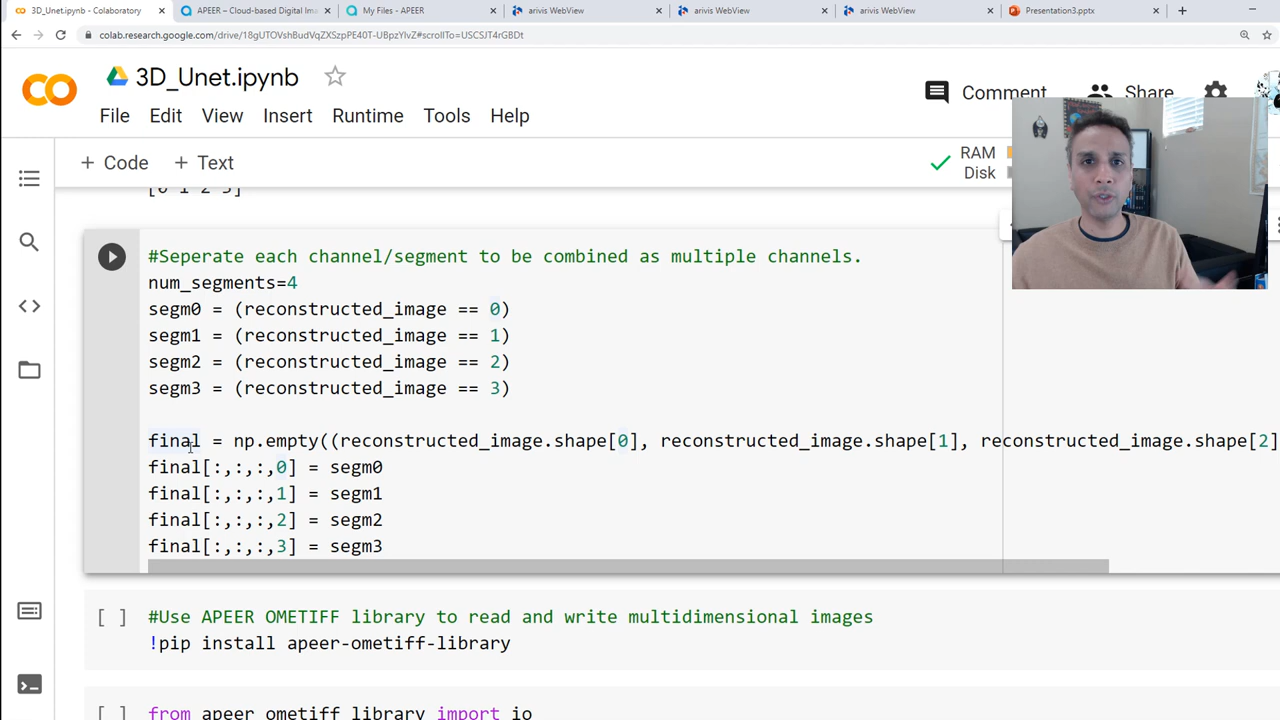 3D_Unet.ipynb - Colaboratory
APEER – Cloud-based Digital Ima
My Files - APEER
arivis WebView
arivis WebView
arivis WebView
Presentation3.pptx
colab.research.google.com/drive/18gUTOVshBudVqZXSzpPE40T-UBpzYlvZ#scrollTo=USCSJT4rGBDt
3D_Unet.ipynb
Comment
Share
File Edit View Insert Runtime Tools Help
+ Code + Text
RAM
Disk
[0 1 2 3]
#Seperate each channel/segment to be combined as multiple channels.
num_segments=4
segm0 = (reconstructed_image == 0)
segm1 = (reconstructed_image == 1)
segm2 = (reconstructed_image == 2)
segm3 = (reconstructed_image == 3)
final = np.empty((reconstructed_image.shape[0], reconstructed_image.shape[1], reconstructed_image.shape[2]
final[:,:,:,0] = segm0
final[:,:,:,1] = segm1
final[:,:,:,2] = segm2
final[:,:,:,3] = segm3
[ ] #Use APEER OMETIFF library to read and write multidimensional images
!pip install apeer-ometiff-library
[ ] from apeer_ometiff_library import io